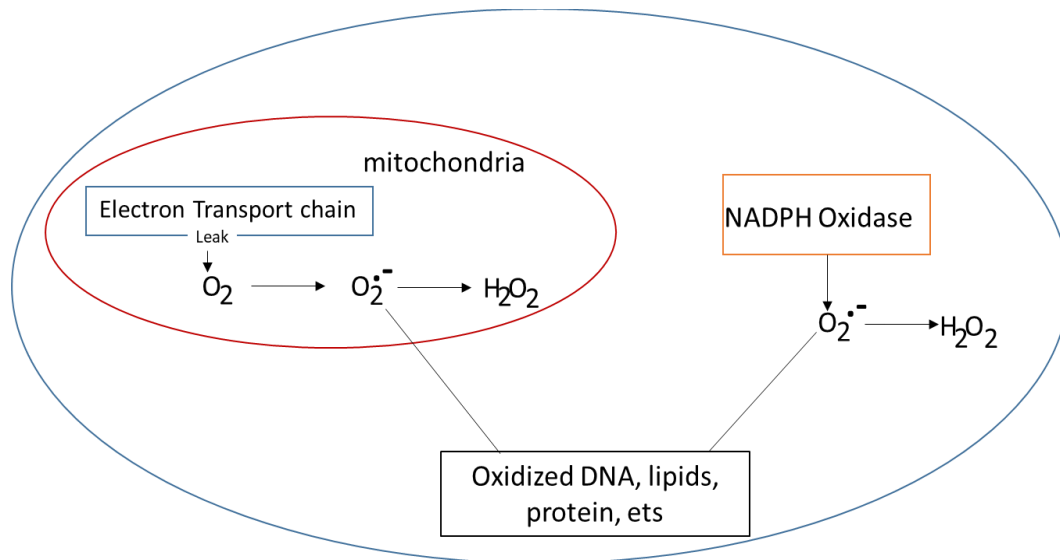 mitochondria
Electron Transport chain
Leak
O2
O2•-
H2O2
NADPH Oxidase
O2•-
H2O2
Oxidized DNA, lipids,
protein, ets